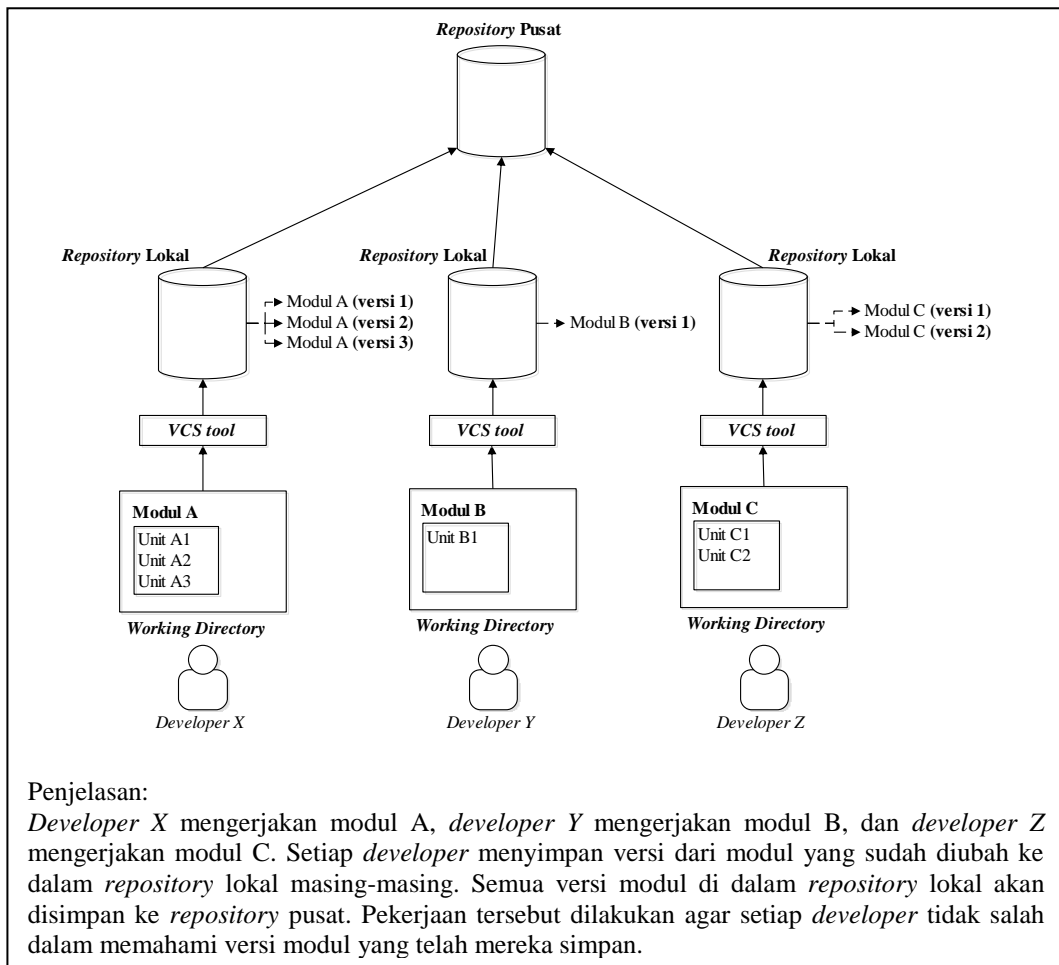 Repository Pusat
Repository Lokal
Repository Lokal
Repository Lokal
Modul A (versi 1)
Modul A (versi 2)
Modul A (versi 3)
Modul B (versi 1)
Modul C (versi 1)
Modul C (versi 2)
VCS tool
VCS tool
VCS tool
Modul A
Unit A1
Unit A2
Unit A3
Modul B
Unit B1
Modul C
Unit C1
Unit C2
Working Directory
Working Directory
Working Directory
Developer X
Developer Y
Developer Z
Penjelasan:
Developer X mengerjakan modul A, developer Y mengerjakan modul B, dan developer Z
mengerjakan modul C. Setiap developer menyimpan versi dari modul yang sudah diubah ke
dalam repository lokal masing-masing. Semua versi modul di dalam repository lokal akan
disimpan ke repository pusat. Pekerjaan tersebut dilakukan agar setiap developer tidak salah
dalam memahami versi modul yang telah mereka simpan.